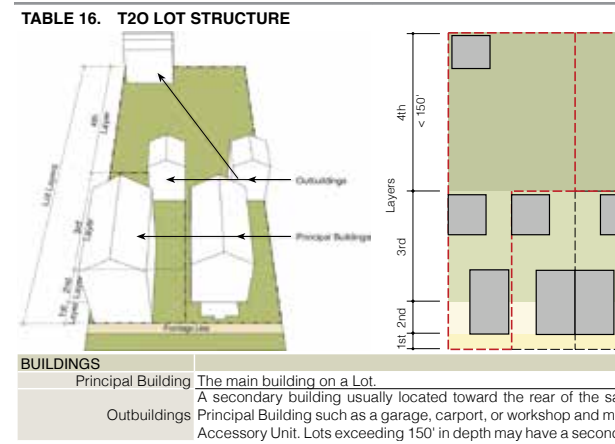 TABLE 16. T2O LOT STRUCTURE
Lot Layers
4th
Layer
3rd
Layer
2nd
Layer
1st
Layer
Outbuildings
Principal Buildings
Frontage Line
Layers
4th
< 150'
3rd
2nd
1st
BUILDINGS
Principal Building The main building on a Lot.
A secondary building usually located toward the rear of the
Outbuildings Principal Building such as a garage, carport, or workshop and
Accessory Unit. Lots exceeding 150' in depth may have a